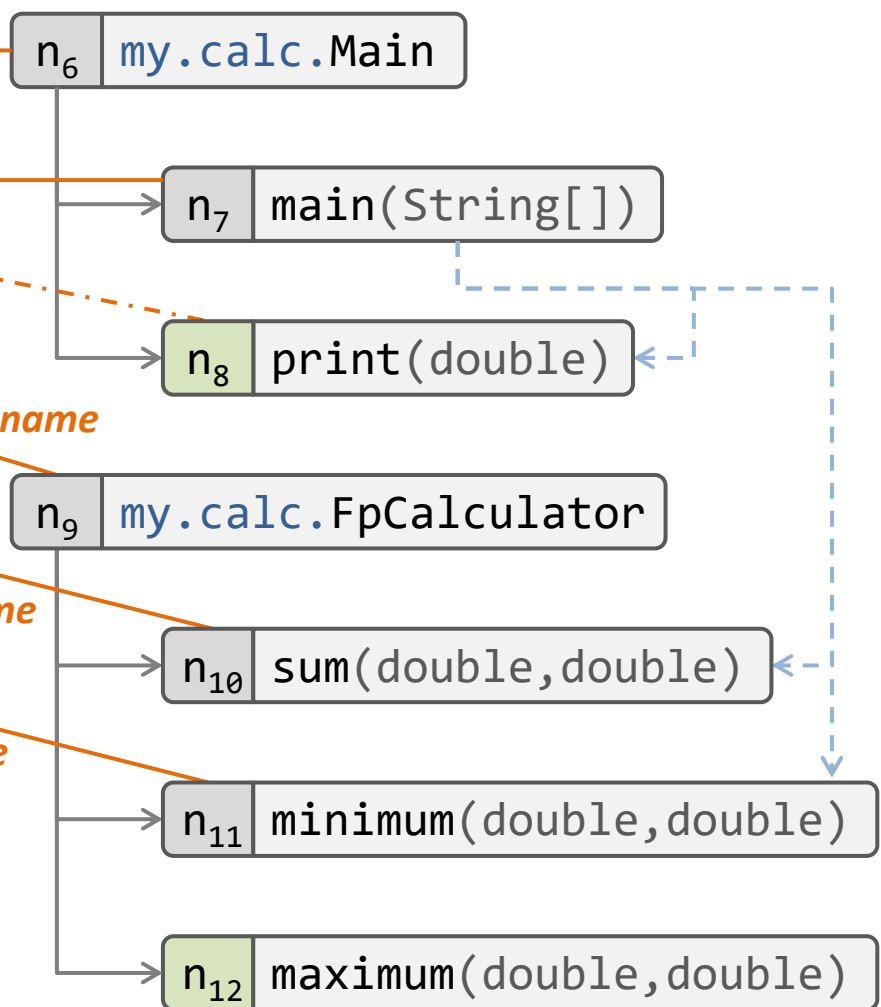 n6 my.calc.Main
n7 main(String[])
n8 print(double)
name
n9 my.calc.FpCalculator
n10 sum(double,double)
n11 minimum(double,double)
n12 maximum(double,double)